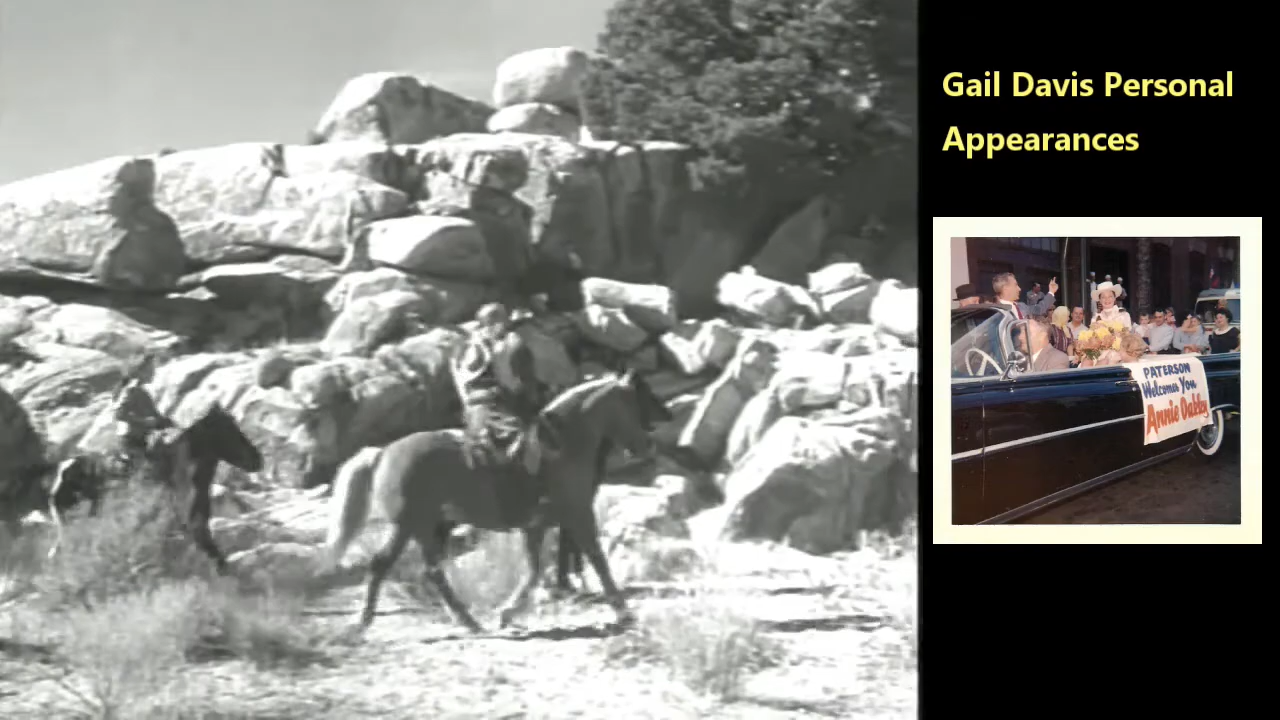 Gail Davis Personal
Appearances
PATERSON
Welcomes You
Annie Oakley